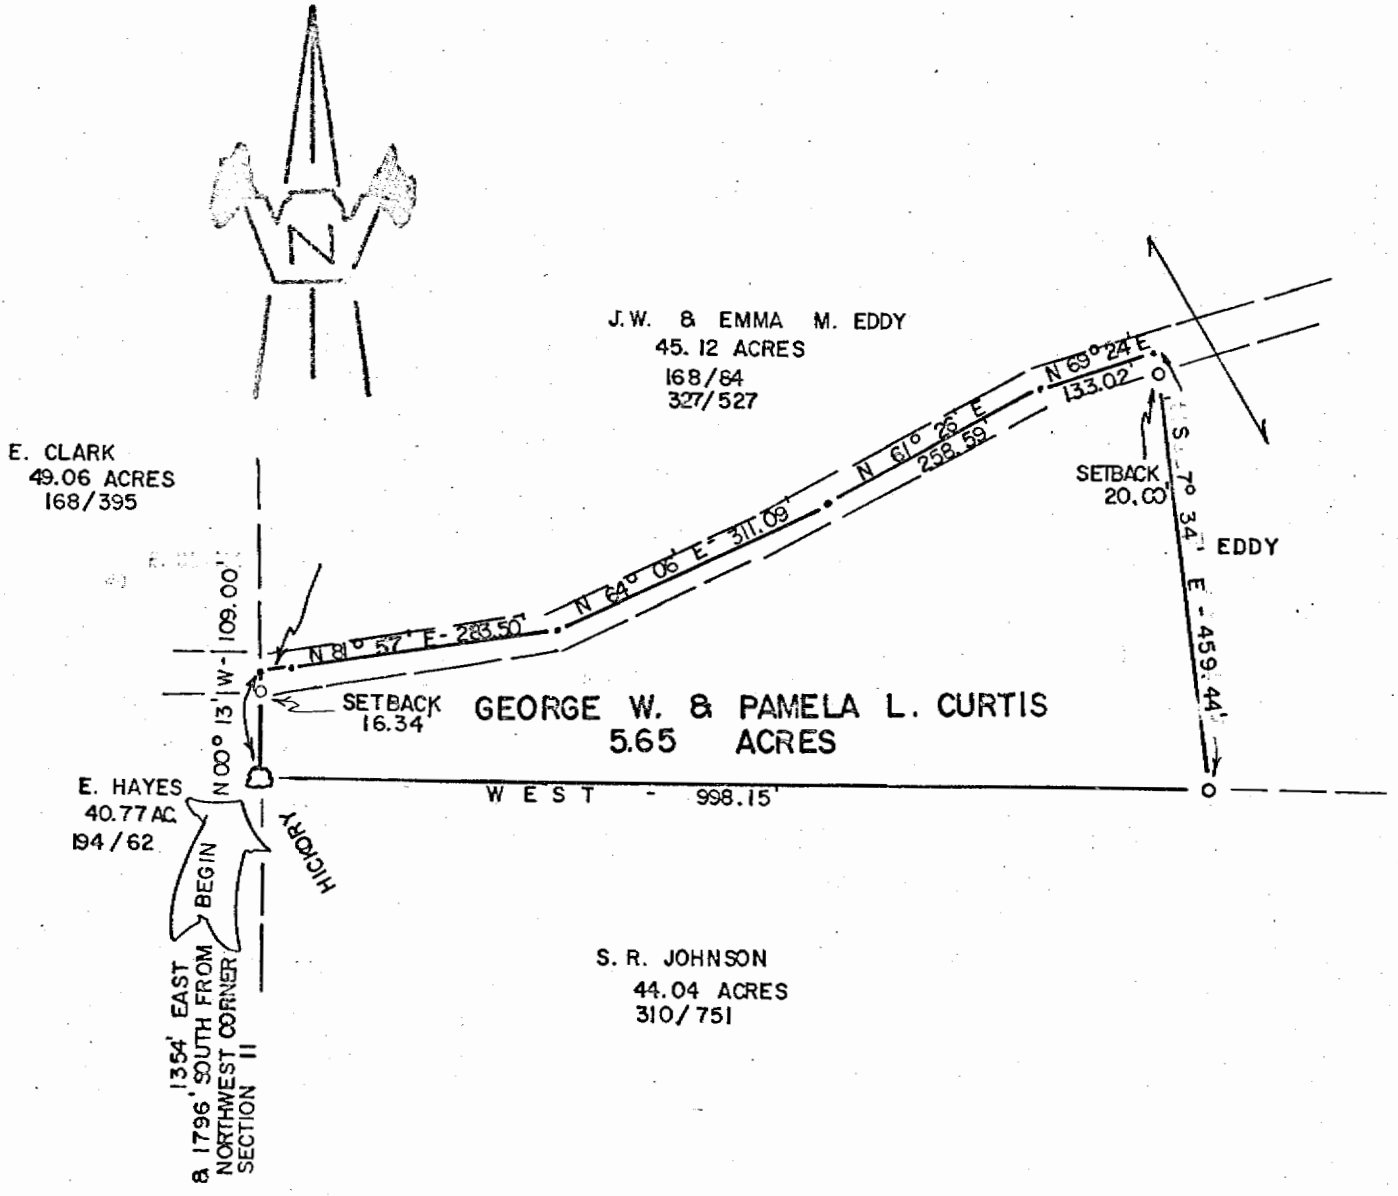 N
J.W. & EMMA M. EDDY
45.12 ACRES
168/84
327/527
E. CLARK
49.06 ACRES
168/395
N 69° 24' E
133.02'
N 61° 26' E
258.59'
SETBACK
20.00'
S 7° 34' E - 459.44'
EDDY
N 64° 06' E - 311.09'
N 81° 57' E - 283.50'
N 00° 13' W - 109.00'
SETBACK
16.34'
GEORGE W. & PAMELA L. CURTIS
5.65 ACRES
WEST - 998.15'
E. HAYES
40.77 AC.
194/62
HICKORY
BEGIN
1354' EAST
& 1796' SOUTH FROM
NORTHWEST CORNER
SECTION 11
S. R. JOHNSON
44.04 ACRES
310/751